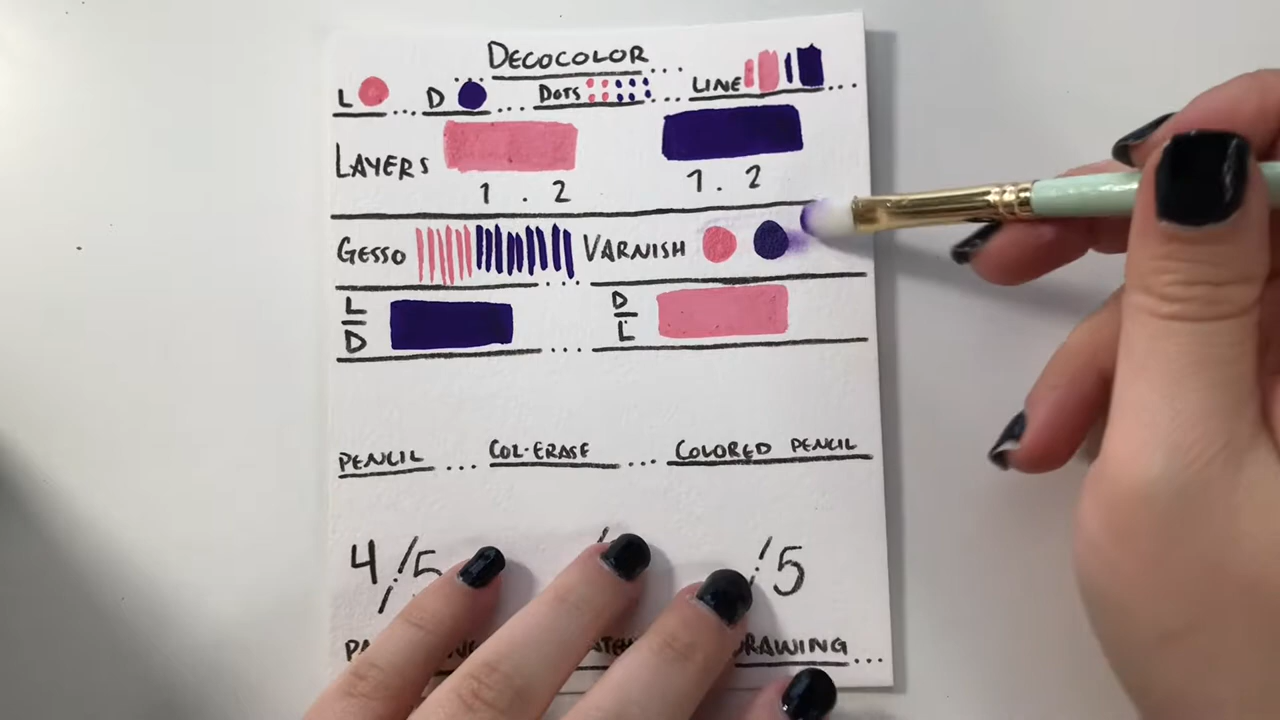 DECOCOLOR
L D DOTS LINE
LAYERS
1 . 2 1 . 2
GESSO VARNISH
L D
D L
PENCIL ... COL-ERASE ... COLORED PENCIL
4/5 / /5
DRAWING...